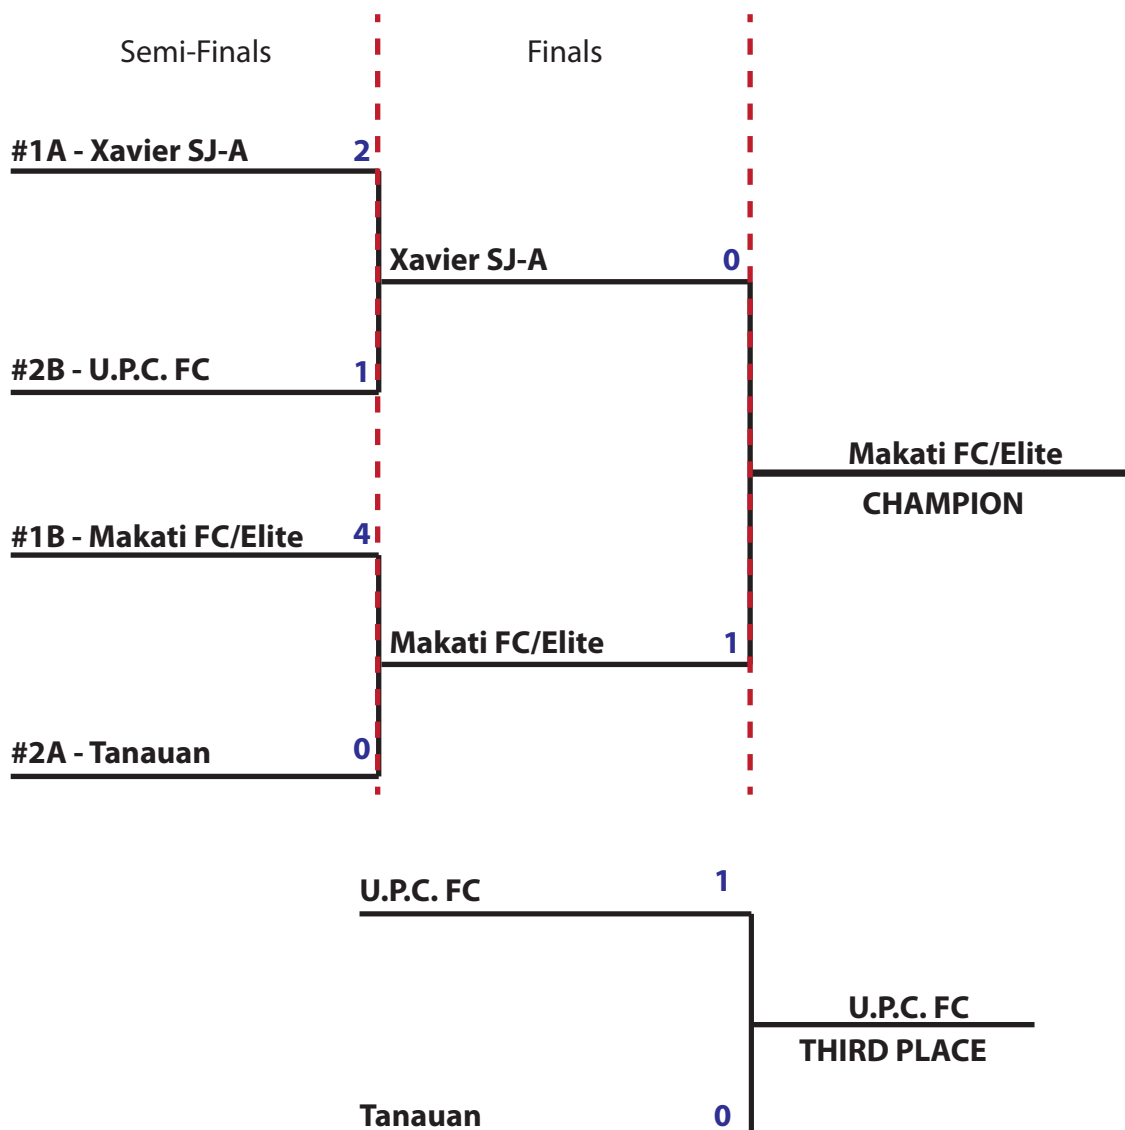 Semi-Finals
Finals
#1A - Xavier SJ-A 2
Xavier SJ-A 0
#2B - U.P.C. FC 1
Makati FC/Elite
CHAMPION
#1B - Makati FC/Elite 4
Makati FC/Elite 1
#2A - Tanauan 0
U.P.C. FC 1
U.P.C. FC
THIRD PLACE
Tanauan 0